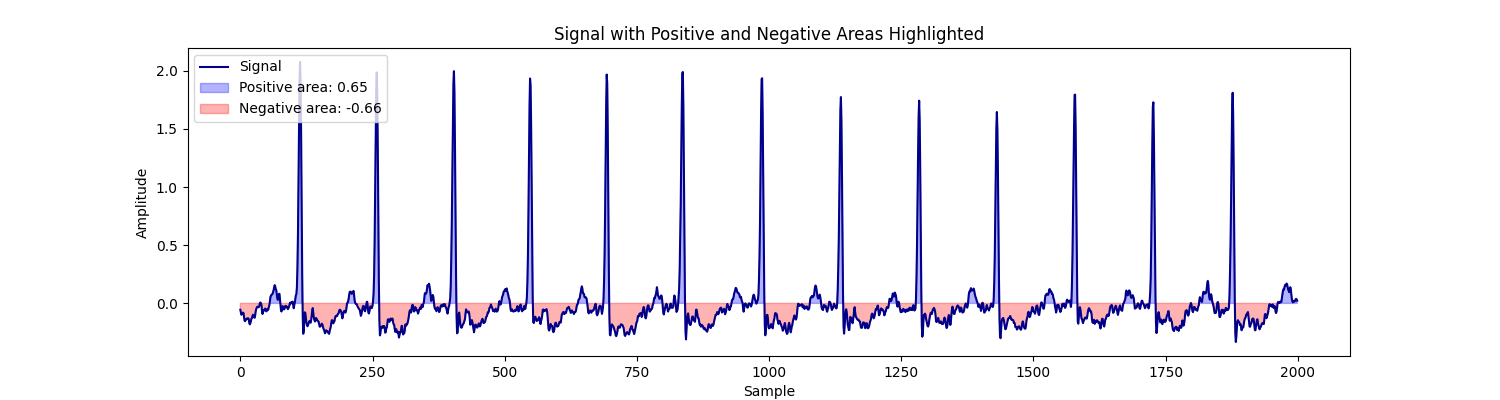 Signal with Positive and Negative Areas Highlighted
Signal
Positive area: 0.65
Negative area: -0.66
2.0
1.5
1.0
0.5
0.0
Amplitude
0 250 500 750 1000 1250 1500 1750 2000
Sample